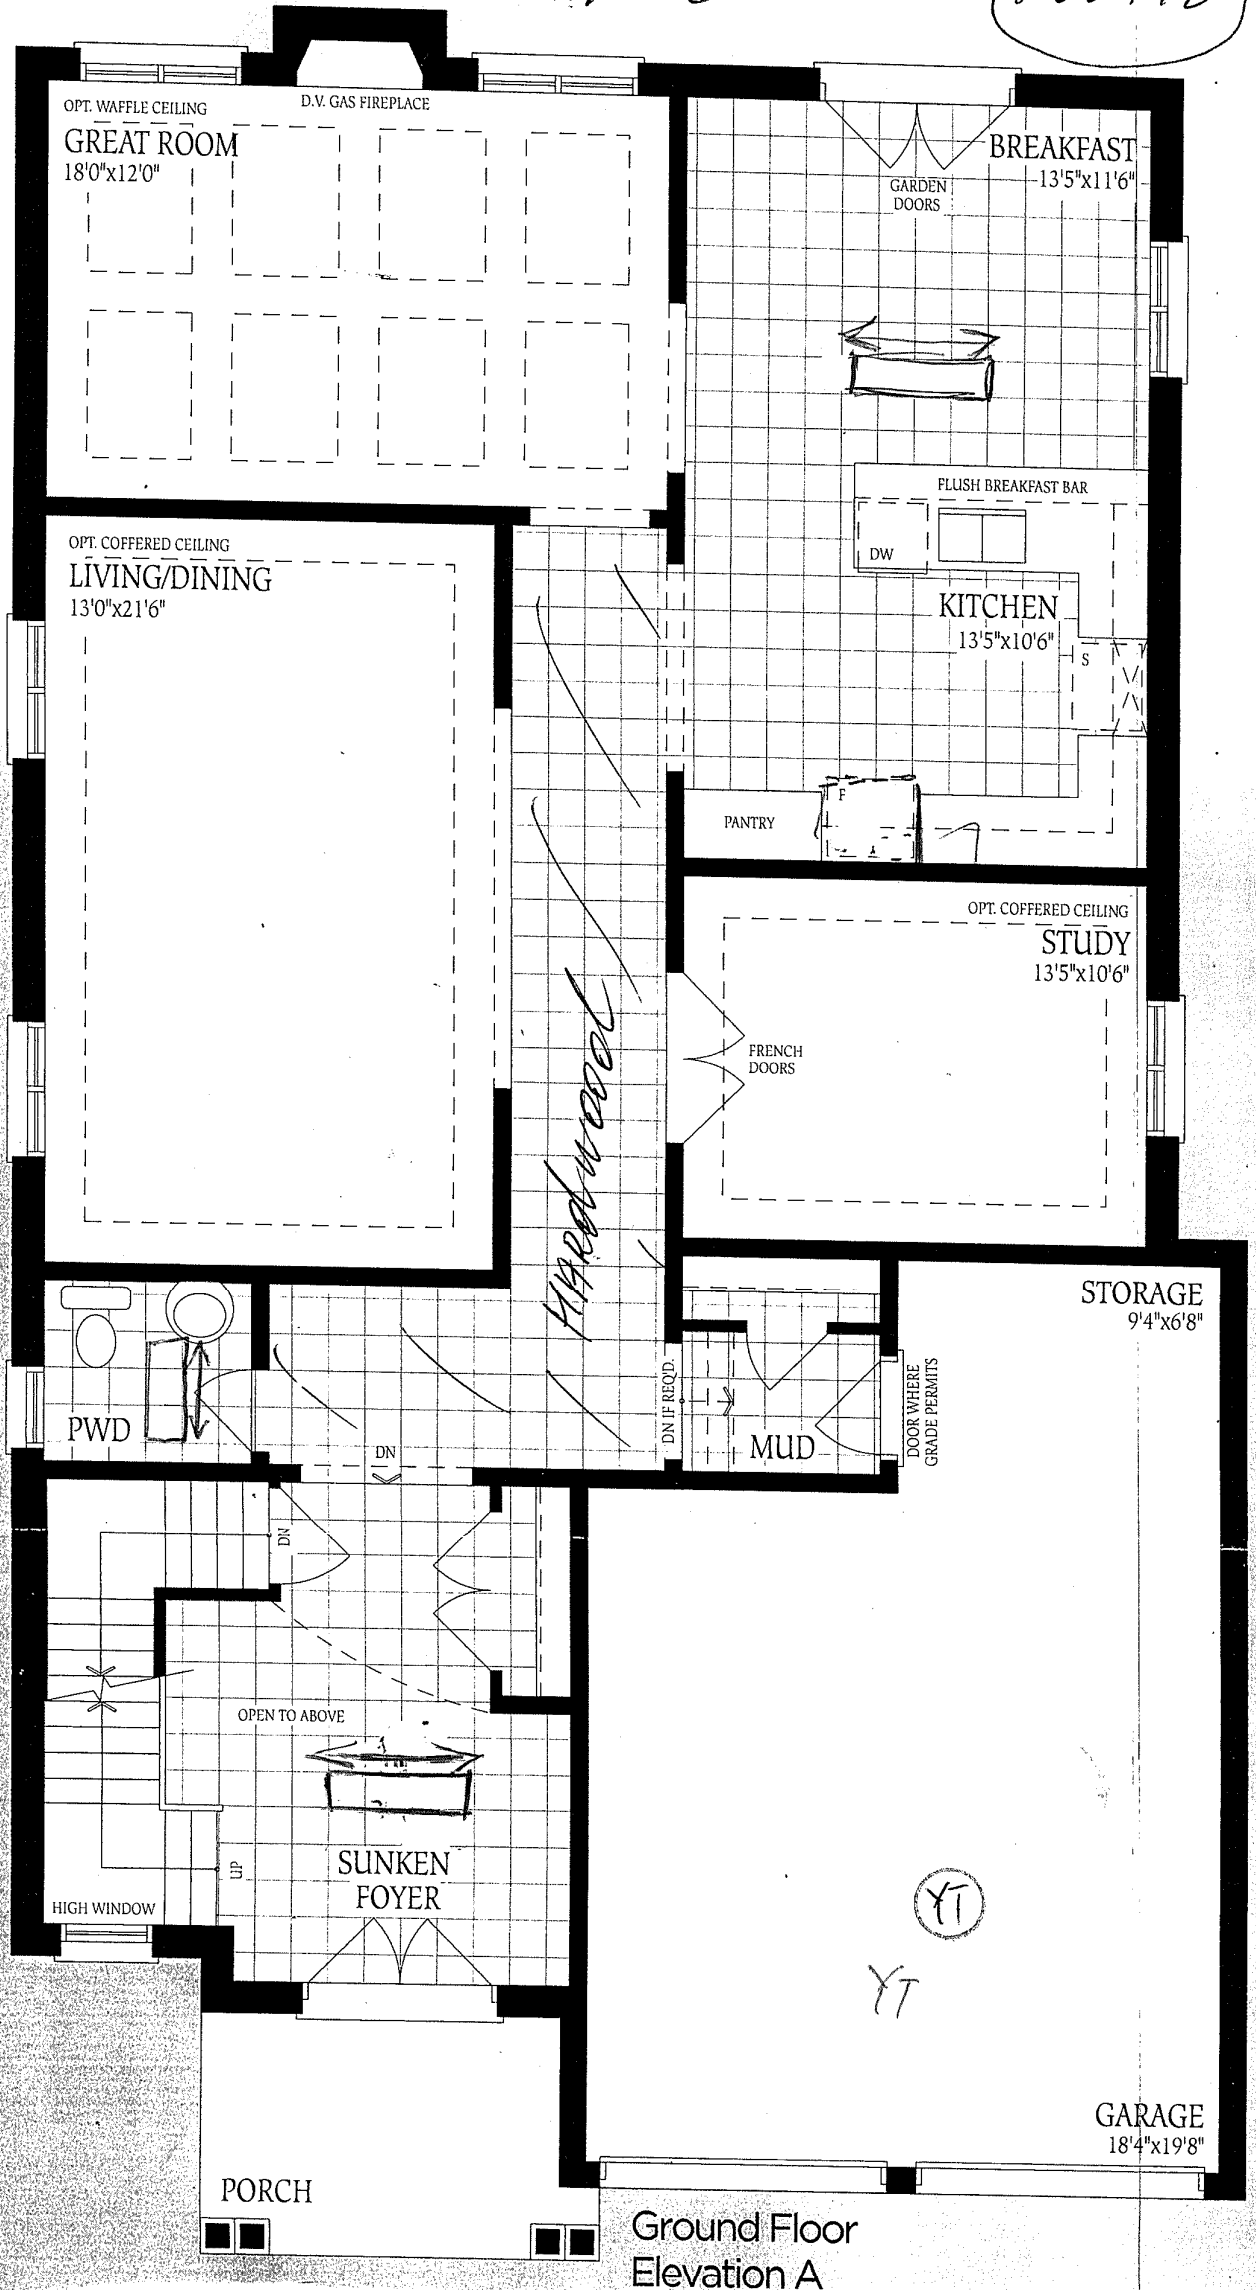 OPT. WAFFLE CEILING
GREAT ROOM
18'0"x12'0"
D.V. GAS FIREPLACE
BREAKFAST
13'5"x11'6"
GARDEN
DOORS
FLUSH BREAKFAST BAR
DW
KITCHEN
13'5"x10'6"
S
F
PANTRY
OPT. COFFERED CEILING
LIVING/DINING
13'0"x21'6"
OPT. COFFERED CEILING
STUDY
13'5"x10'6"
FRENCH
DOORS
HARdwood
STORAGE
9'4"x6'8"
PWD
DN
DN IF REQ'D.
MUD
DOOR WHERE
GRADE PERMITS
DN
OPEN TO ABOVE
UP
SUNKEN
FOYER
HIGH WINDOW
YT
YT
GARAGE
18'4"x19'8"
PORCH
Ground Floor
Elevation A